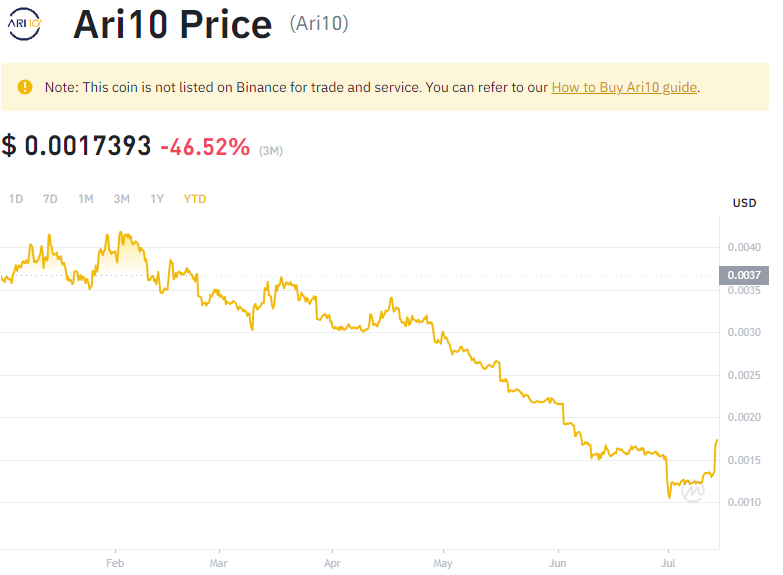 ARI10
Ari10 Price (Ari10)
Note: This coin is not listed on Binance for trade and service. You can refer to our How to Buy Ari10 guide.
$ 0.0017393 -46.52% (3M)
1D 7D 1M 3M 1Y YTD
USD
0.0040
0.0037
0.0035
0.0030
0.0025
0.0020
0.0015
0.0010
Feb Mar Apr May Jun Jul